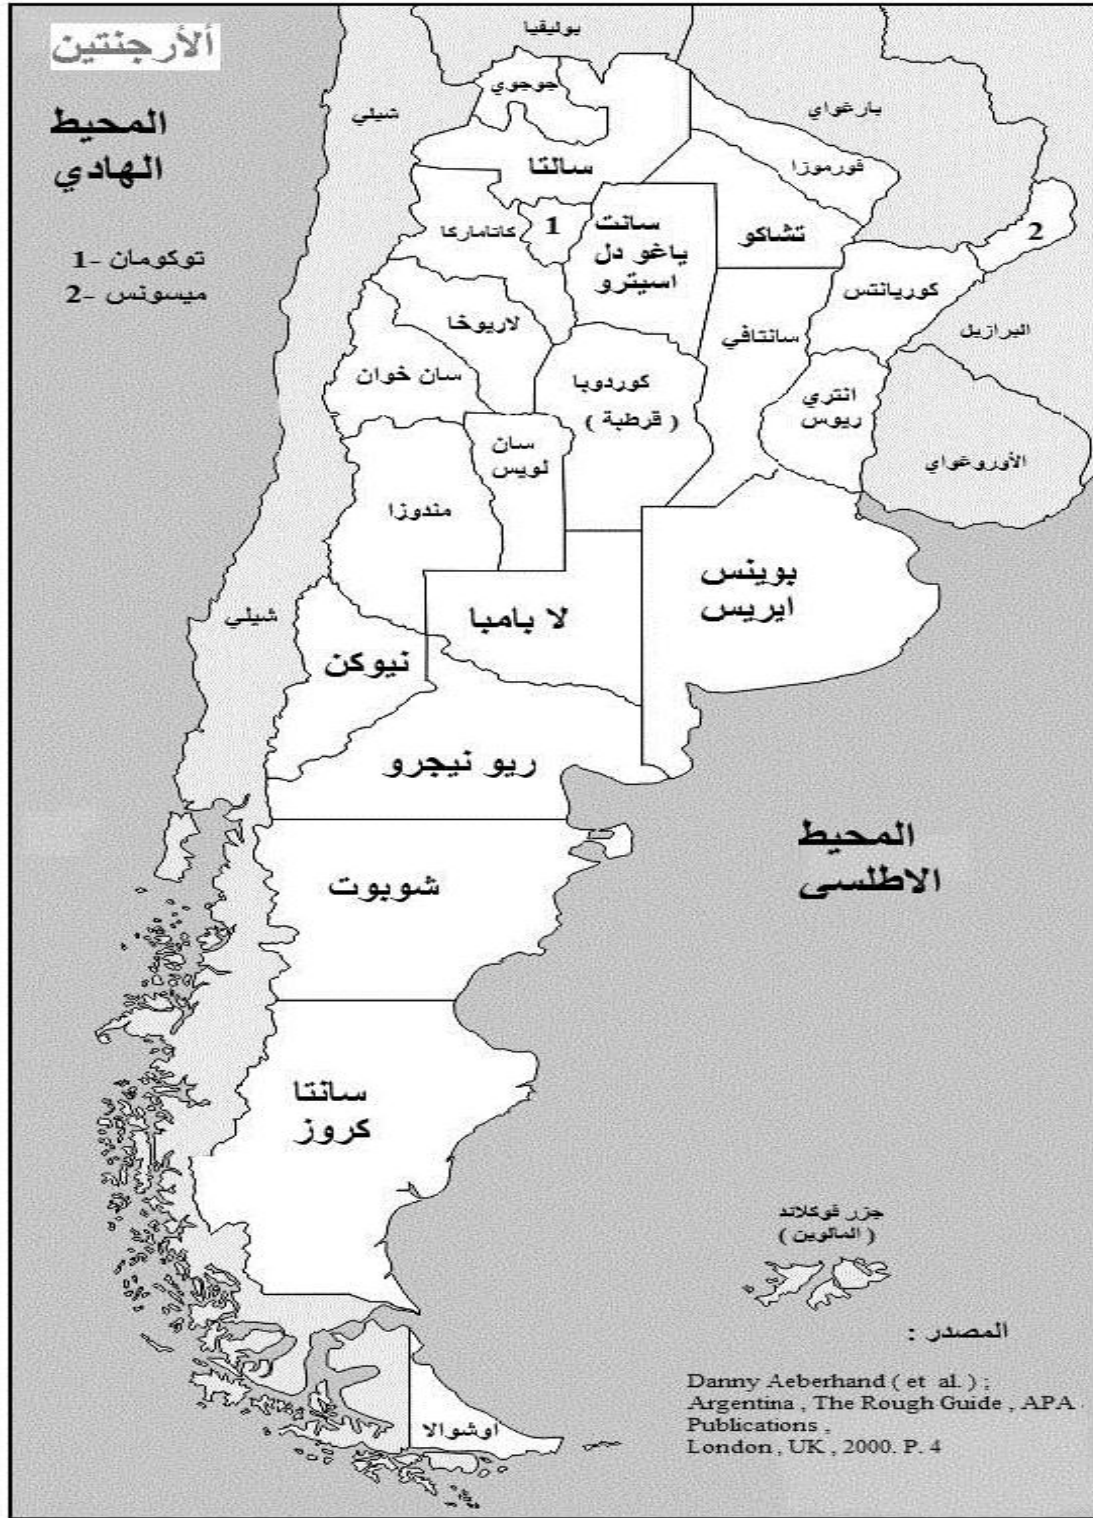 ألأرجنتين
المحيط
الهادي
1- توكومان
2- ميسونس
بوليفيا
شيلي
جوجوي
بارغواي
سالتا
فورموزا
كاتاماركا
1
سانت
ياغو دل
اسيترو
تشاكو
2
كوريانتس
لاريوخا
سانتافي
البرازيل
سان خوان
كوردوبا
( قرطبة )
انتري
ريوس
سان
لويس
الأوروغواي
مندوزا
بوينس
ايريس
شيلي
لا بامبا
نيوكن
ريو نيجرو
المحيط
الاطلسى
شوبوت
سانتا
كروز
جزر فوكلاند
( المالوين )
المصدر :
Danny Aeberhand ( et al. ) ;
Argentina , The Rough Guide , APA
Publications ,
London , UK , 2000. P. 4
اوشوالا